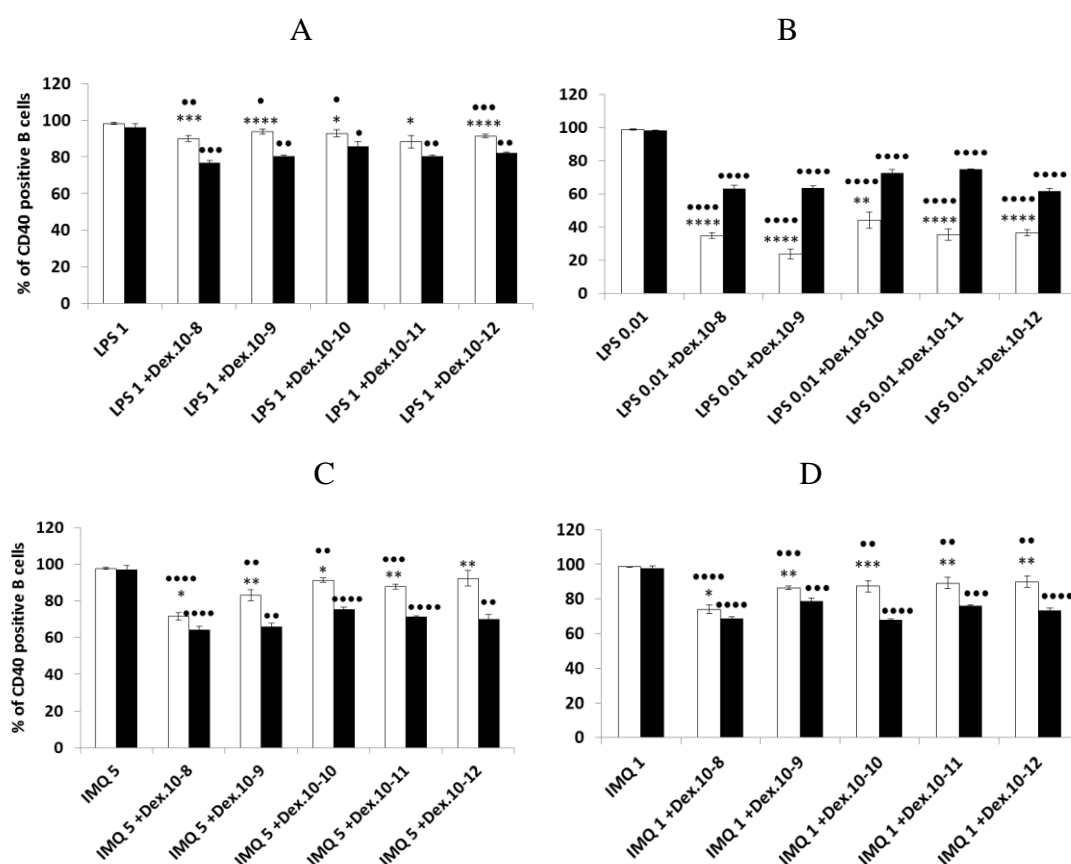 A
B
% of CD40 positive B cells
120
100
80
60
40
20
0
•• • • •••
*** **** * * ****
••• •• • •• ••
LPS 1
LPS 1 +Dex.10-8
LPS 1 +Dex.10-9
LPS 1 +Dex.10-10
LPS 1 +Dex.10-11
LPS 1 +Dex.10-12
120
100
80
60
40
20
0
•••• •••• •••• •••• ••••
•••• •••• •••• •••• ••••
**** **** ** **** ****
LPS 0.01
LPS 0.01 +Dex.10-8
LPS 0.01 +Dex.10-9
LPS 0.01 +Dex.10-10
LPS 0.01 +Dex.10-11
LPS 0.01 +Dex.10-12
C
D
% of CD40 positive B cells
120
100
80
60
40
20
0
•••• •• •• •••
* ** * ** **
•••• •• •••• •••• ••
IMQ 5
IMQ 5 +Dex.10-8
IMQ 5 +Dex.10-9
IMQ 5 +Dex.10-10
IMQ 5 +Dex.10-11
IMQ 5 +Dex.10-12
120
100
80
60
40
20
0
•••• ••• •• •• ••
* ** *** ** **
•••• ••• •••• ••• ••••
IMQ 1
IMQ 1 +Dex.10-8
IMQ 1 +Dex.10-9
IMQ 1 +Dex.10-10
IMQ 1 +Dex.10-11
IMQ 1 +Dex.10-12